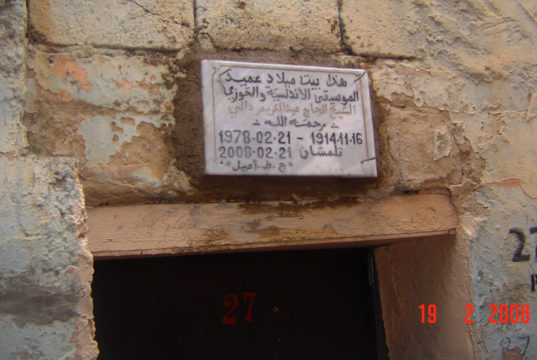 هذا بيت ميلاد عميد
الموسيقى الأندلسية والحوزي
الشيخ الحاج عبدالكريم دالي
رحمه الله
1978.02.21 - 1914.11.16
2008.02.21 تلمسان
27
27
19 2 2008